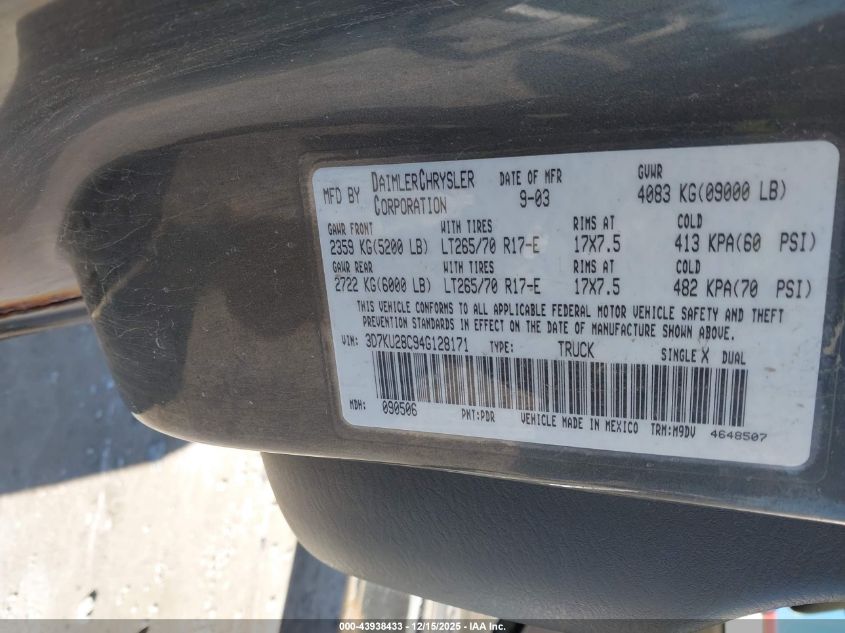 MFD BY DAIMLERCHRYSLER CORPORATION DATE OF MFR 9-03 GVWR 4083 KG(09000 LB)
GAWR FRONT WITH TIRES RIMS AT COLD
2359 KG(5200 LB) LT265/70 R17-E 17X7.5 413 KPA(60 PSI)
GAWR REAR WITH TIRES RIMS AT COLD
2722 KG(6000 LB) LT265/70 R17-E 17X7.5 482 KPA(70 PSI)
THIS VEHICLE CONFORMS TO ALL APPLICABLE FEDERAL MOTOR VEHICLE SAFETY AND THEFT
PREVENTION STANDARDS IN EFFECT ON THE DATE OF MANUFACTURE SHOWN ABOVE.
VIN: 3D7KU28C94G128171 TYPE: TRUCK SINGLE X DUAL
MDH: 090506 PNT:PDR VEHICLE MADE IN MEXICO TRM:M9DV 4648507
000-43938433 - 12/15/2025 - IAA Inc.